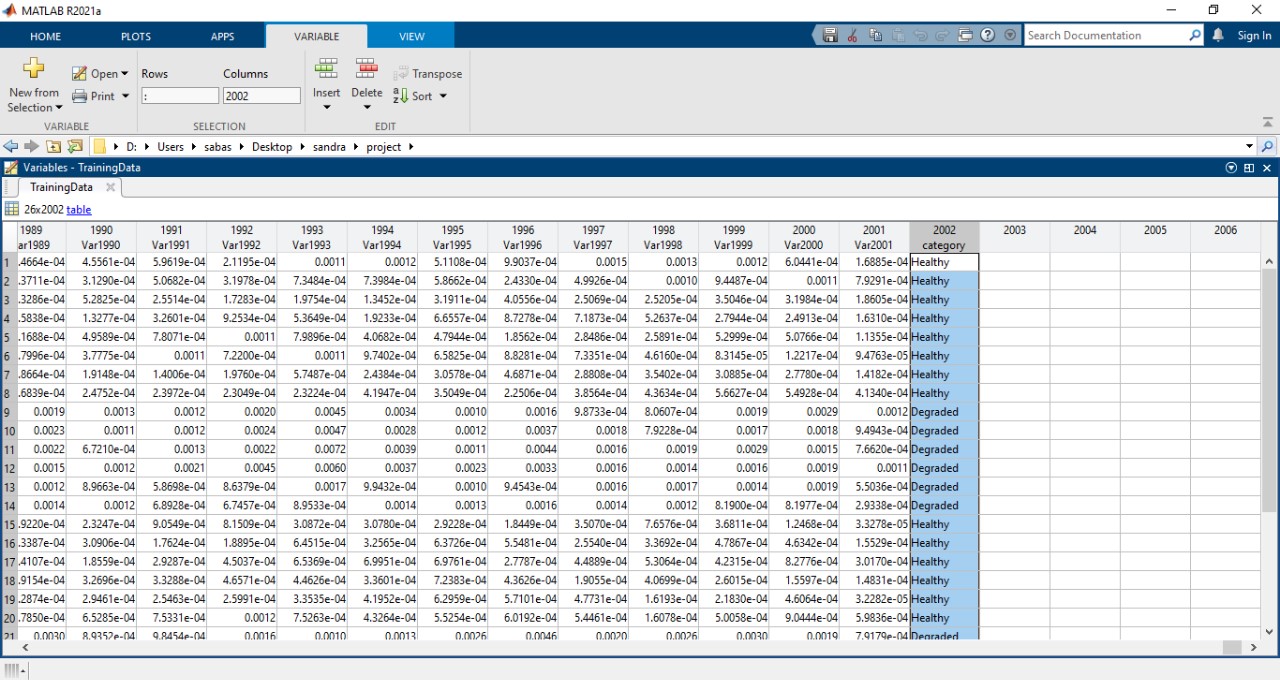 MATLAB R2021a
HOME PLOTS APPS VARIABLE VIEW Search Documentation Sign In
New from Selection Open Print Rows Columns Insert Delete Transpose Sort
: 2002
VARIABLE SELECTION EDIT
D: Users sabas Desktop sandra project
Variables - TrainingData
TrainingData
26x2002 table
1989 1990 1991 1992 1993 1994 1995 1996 1997 1998 1999 2000 2001 2002 2003 2004 2005 2006
ar1989 Var1990 Var1991 Var1992 Var1993 Var1994 Var1995 Var1996 Var1997 Var1998 Var1999 Var2000 Var2001 category
1 .4664e-04 4.5561e-04 5.9619e-04 2.1195e-04 0.0011 0.0012 5.1108e-04 9.9037e-04 0.0015 0.0013 0.0012 6.0441e-04 1.6885e-04 Healthy
2 .3711e-04 3.1290e-04 5.0682e-04 3.1978e-04 7.3484e-04 7.3984e-04 5.8662e-04 2.4330e-04 4.9926e-04 0.0010 9.4487e-04 0.0011 7.9291e-04 Healthy
3 .3286e-04 5.2825e-04 2.5514e-04 1.7283e-04 1.9754e-04 1.3452e-04 3.1911e-04 4.0556e-04 2.5069e-04 2.5205e-04 3.5046e-04 3.1984e-04 1.8605e-04 Healthy
4 .5838e-04 1.3277e-04 3.2601e-04 9.2534e-04 5.3649e-04 1.9233e-04 6.6557e-04 8.7278e-04 7.1873e-04 5.2637e-04 2.7944e-04 2.4913e-04 1.6310e-04 Healthy
5 .1688e-04 4.9589e-04 7.8071e-04 0.0011 7.9896e-04 4.0682e-04 4.7944e-04 1.8562e-04 2.8486e-04 2.5891e-04 5.2999e-04 5.0766e-04 1.1355e-04 Healthy
6 .7996e-04 3.7775e-04 0.0011 7.2200e-04 0.0011 9.7402e-04 6.5825e-04 8.8281e-04 7.3351e-04 4.6160e-04 8.3145e-05 1.2217e-04 9.4763e-05 Healthy
7 .8664e-04 1.9148e-04 1.4006e-04 1.9760e-04 5.7487e-04 2.4384e-04 3.0578e-04 4.6871e-04 2.8808e-04 3.5402e-04 3.0885e-04 2.7780e-04 1.4182e-04 Healthy
8 .6839e-04 2.4752e-04 2.3972e-04 2.3049e-04 2.3224e-04 4.1947e-04 3.5049e-04 2.2506e-04 3.8564e-04 4.3634e-04 5.6627e-04 5.4928e-04 4.1340e-04 Healthy
9 0.0019 0.0013 0.0012 0.0020 0.0045 0.0034 0.0010 0.0016 9.8733e-04 8.0607e-04 0.0019 0.0029 0.0012 Degraded
10 0.0023 0.0011 0.0012 0.0024 0.0047 0.0028 0.0012 0.0037 0.0018 7.9228e-04 0.0017 0.0018 9.4943e-04 Degraded
11 0.0022 6.7210e-04 0.0013 0.0022 0.0072 0.0039 0.0011 0.0044 0.0016 0.0019 0.0029 0.0015 7.6620e-04 Degraded
12 0.0015 0.0012 0.0021 0.0045 0.0060 0.0037 0.0023 0.0033 0.0016 0.0014 0.0016 0.0019 0.0011 Degraded
13 0.0012 8.9663e-04 5.8698e-04 8.6379e-04 0.0017 9.9432e-04 0.0010 9.4543e-04 0.0016 0.0017 0.0014 0.0019 5.5036e-04 Degraded
14 0.0014 0.0012 6.8928e-04 6.7457e-04 8.9533e-04 0.0014 0.0013 0.0016 0.0014 0.0012 8.1900e-04 8.1977e-04 2.9338e-04 Degraded
15 .9220e-04 2.3247e-04 9.0549e-04 8.1509e-04 3.0872e-04 3.0780e-04 2.9228e-04 1.8449e-04 3.5070e-04 7.6576e-04 3.6811e-04 1.2468e-04 3.3278e-05 Healthy
16 .3387e-04 3.0906e-04 1.7624e-04 1.8895e-04 6.4515e-04 3.2565e-04 6.3726e-04 5.5481e-04 2.5540e-04 3.3692e-04 4.7867e-04 4.6342e-04 1.5529e-04 Healthy
17 .4107e-04 1.8559e-04 2.9287e-04 4.5037e-04 6.5369e-04 6.9951e-04 6.9761e-04 2.7787e-04 4.4889e-04 5.3064e-04 4.2315e-04 8.2776e-04 3.0170e-04 Healthy
18 .9154e-04 3.2696e-04 3.3288e-04 4.6571e-04 4.4626e-04 3.3601e-04 7.2383e-04 4.3626e-04 1.9055e-04 4.0699e-04 2.6015e-04 1.5597e-04 1.4831e-04 Healthy
19 .2874e-04 2.9461e-04 2.5463e-04 2.5991e-04 3.3535e-04 4.1952e-04 6.2959e-04 5.7101e-04 4.7731e-04 1.6193e-04 2.1830e-04 4.6064e-04 3.2282e-05 Healthy
20 .7850e-04 6.5285e-04 7.5331e-04 0.0012 7.5263e-04 4.3264e-04 5.5254e-04 6.0192e-04 5.4461e-04 1.6078e-04 5.0058e-04 9.0444e-04 5.9836e-04 Healthy
21 0.0030 8.9352e-04 9.8454e-04 0.0016 0.0010 0.0013 0.0026 0.0046 0.0020 0.0026 0.0030 0.0019 7.9179e-04 Degraded